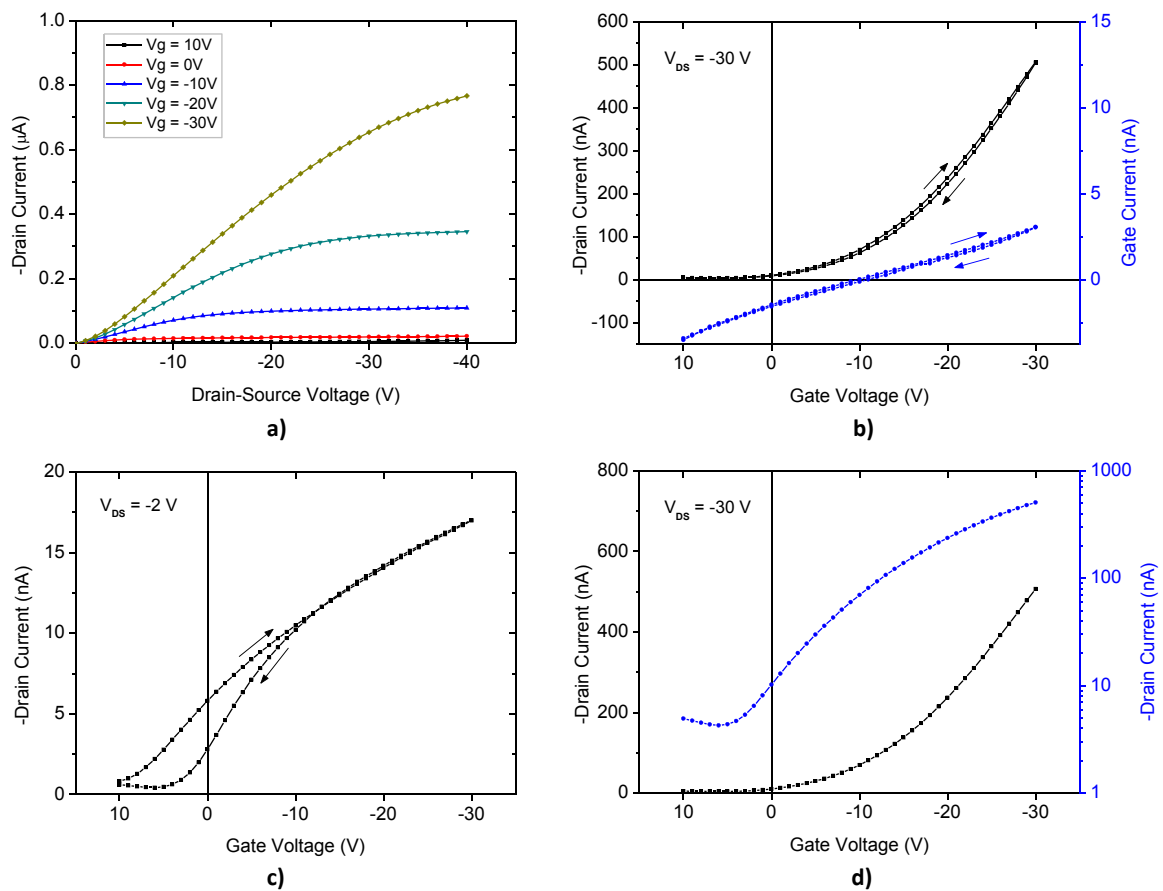 1.0
0.8
0.6
0.4
0.2
0.0
-Drain Current (μA)
Vg = 10V
Vg = 0V
Vg = -10V
Vg = -20V
Vg = -30V
0 -10 -20 -30 -40
Drain-Source Voltage (V)
a)
600
500
400
300
200
100
0
-100
-Drain Current (nA)
V_DS = -30 V
15
10
5
0
Gate Current (nA)
10 0 -10 -20 -30
Gate Voltage (V)
b)
20
15
10
5
0
-Drain Current (nA)
V_DS = -2 V
10 0 -10 -20 -30
Gate Voltage (V)
c)
800
600
400
200
0
-Drain Current (nA)
V_DS = -30 V
1000
100
10
1
-Drain Current (nA)
10 0 -10 -20 -30
Gate Voltage (V)
d)